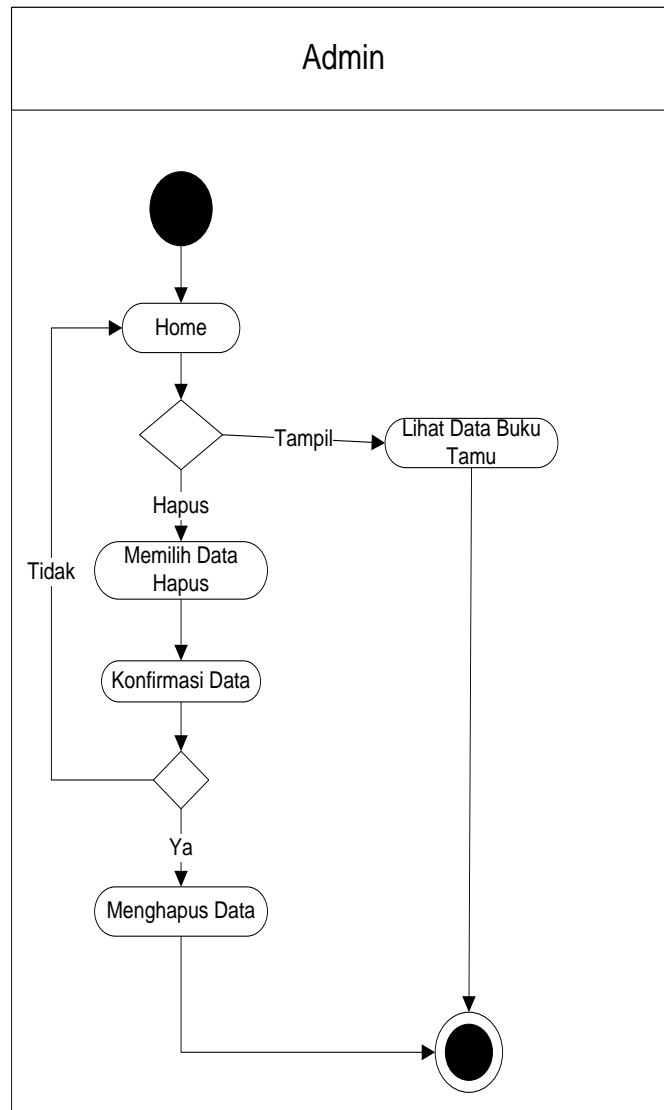 Admin
Home
Tampil
Lihat Data Buku
Tamu
Hapus
Memilih Data
Hapus
Tidak
Konfirmasi Data
Ya
Menghapus Data